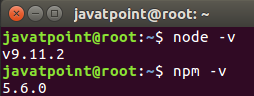 javatpoint@root: ~
javatpoint@root:~$ node -v
v9.11.2
javatpoint@root:~$ npm -v
5.6.0